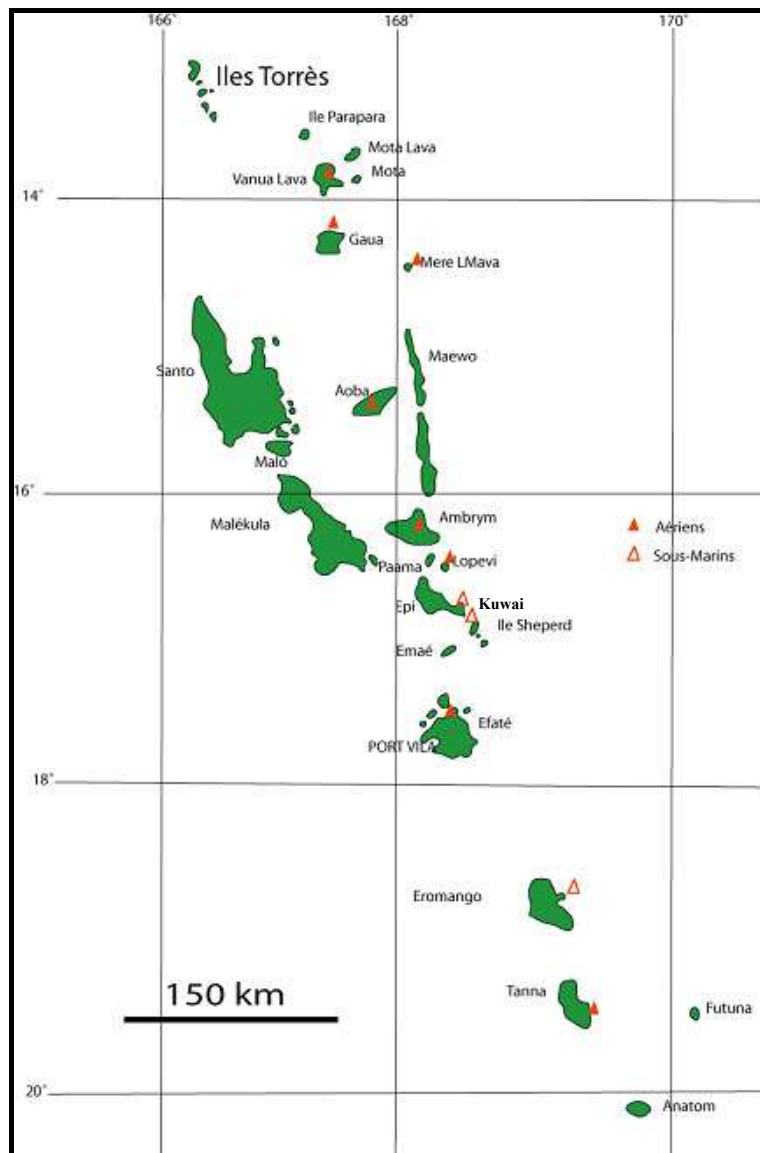 166°
168°
170°
Iles Torrès
Ile Parapara
Mota Lava
Vanua Lava
Mota
14°
Gaua
Mere LMava
Maewo
Santo
Aoba
Malo
16°
Malékula
Ambrym
Aériens
Paama
Lopevi
Sous-Marins
Epi
Kuwai
Ile Sheperd
Emaé
Efaté
PORT VILA
18°
Eromango
150 km
Tanna
Futuna
20°
Anatom